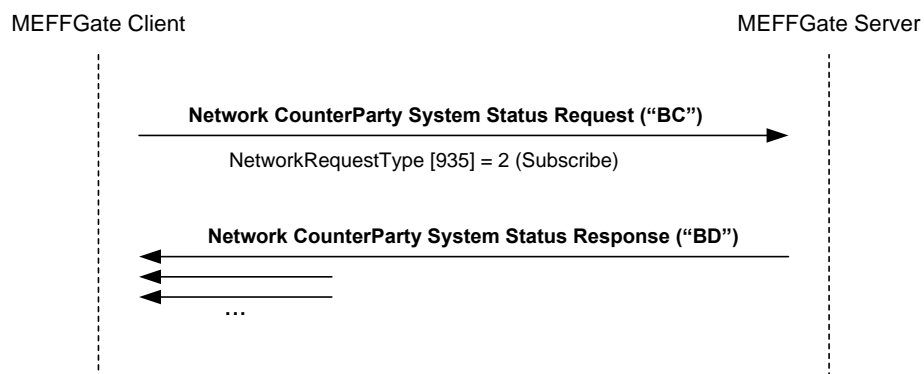 MEFFGate Client MEFFGate Server
Network CounterParty System Status Request (“BC”)
NetworkRequestType [935] = 2 (Subscribe)
Network CounterParty System Status Response (“BD”)
...